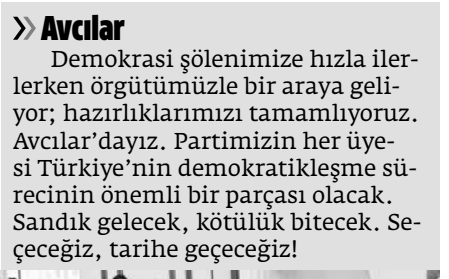 » Avcılar
Demokrasi şölenimize hızla iler-
lerken örgütümüzle bir araya geli-
yor; hazırlıklarımızı tamamlıyoruz.
Avcılar’dayız. Partimizin her üye-
si Türkiye’nin demokratikleşme sü-
recinin önemli bir parçası olacak.
Sandık gelecek, kötülük bitecek. Se-
çeceğiz, tarihe geçeceğiz!